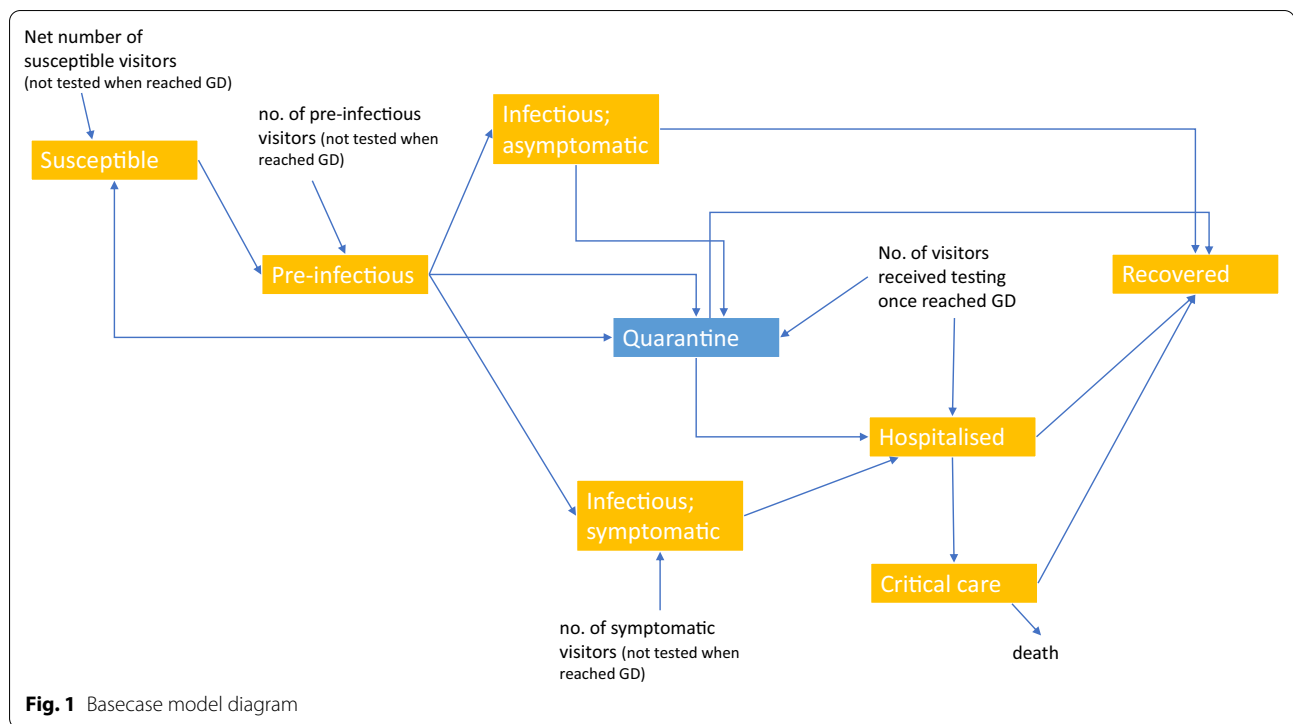 Net number of
susceptible visitors
(not tested when reached GD)
Susceptible
no. of pre-infectious
visitors (not tested when
reached GD)
Pre-infectious
Infectious;
asymptomatic
Quarantine
No. of visitors
received testing
once reached GD
Recovered
Hospitalised
Infectious;
symptomatic
Critical care
no. of symptomatic
visitors (not tested when
reached GD)
death
Fig. 1 Basecase model diagram